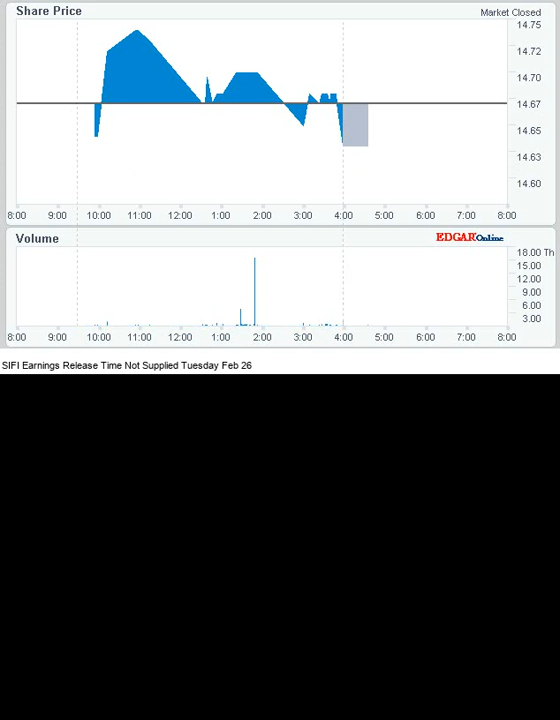 Share Price
Market Closed
14.75
14.72
14.70
14.67
14.65
14.63
14.60
8:00 9:00 10:00 11:00 12:00 1:00 2:00 3:00 4:00 5:00 6:00 7:00 8:00
Volume
EDGAROnline
18.00 Th
15.00
12.00
9.00
6.00
3.00
8:00 9:00 10:00 11:00 12:00 1:00 2:00 3:00 4:00 5:00 6:00 7:00 8:00
SIFI Earnings Release Time Not Supplied Tuesday Feb 26